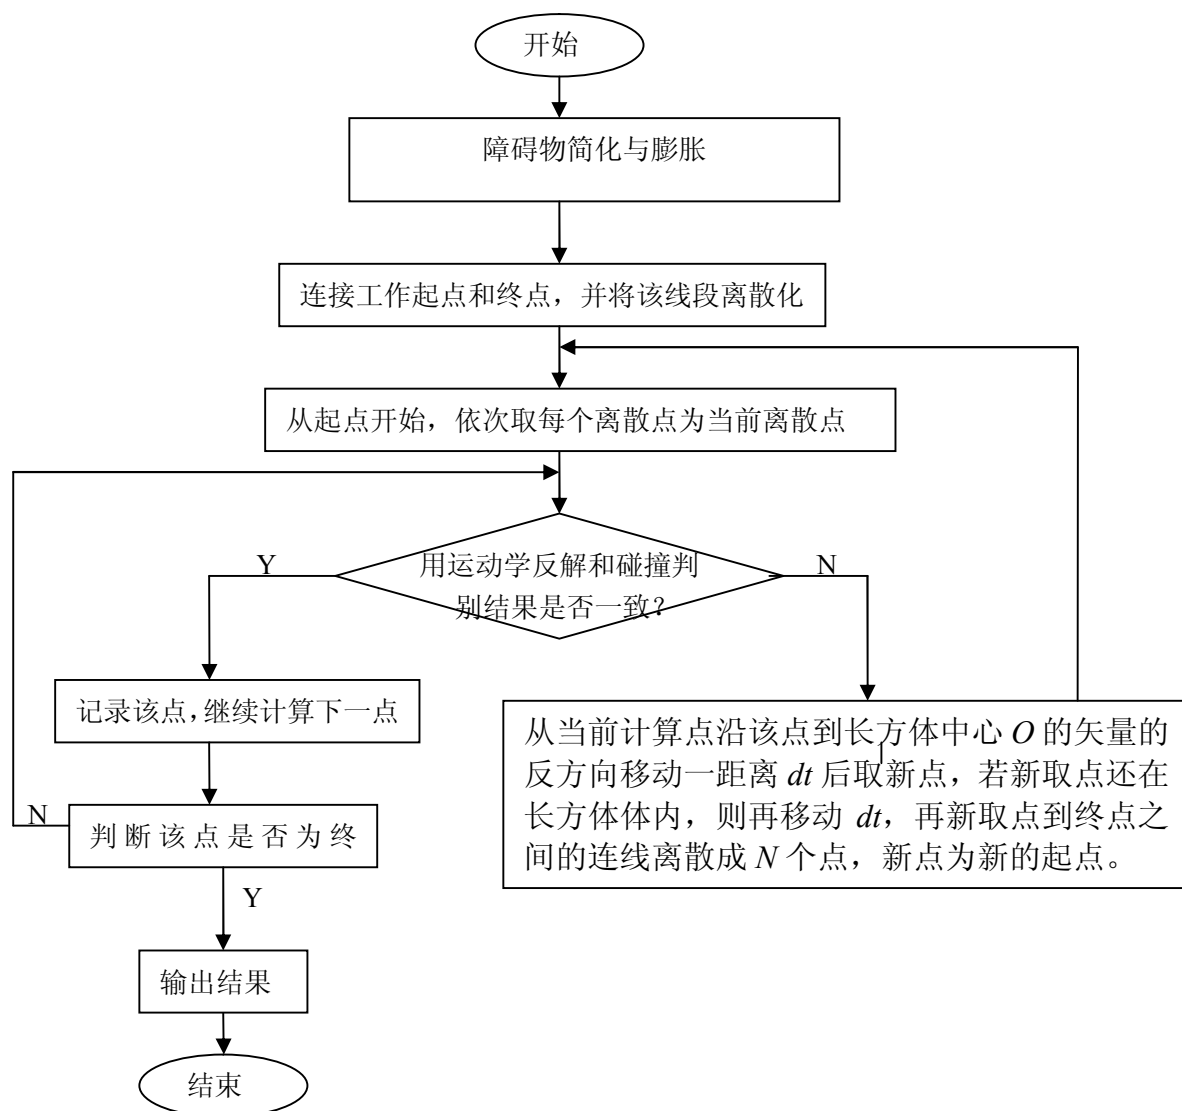 开始
障碍物简化与膨胀
连接工作起点和终点，并将该线段离散化
从起点开始，依次取每个离散点为当前离散点
用运动学反解和碰撞判
别结果是否一致？
Y
N
记录该点，继续计算下一点
从当前计算点沿该点到长方体中心 O 的矢量的
反方向移动一距离 dt 后取新点，若新取点还在
长方体体内，则再移动 dt，再新取点到终点之
间的连线离散成 N 个点，新点为新的起点。
N
判断该点是否为终
Y
输出结果
结束